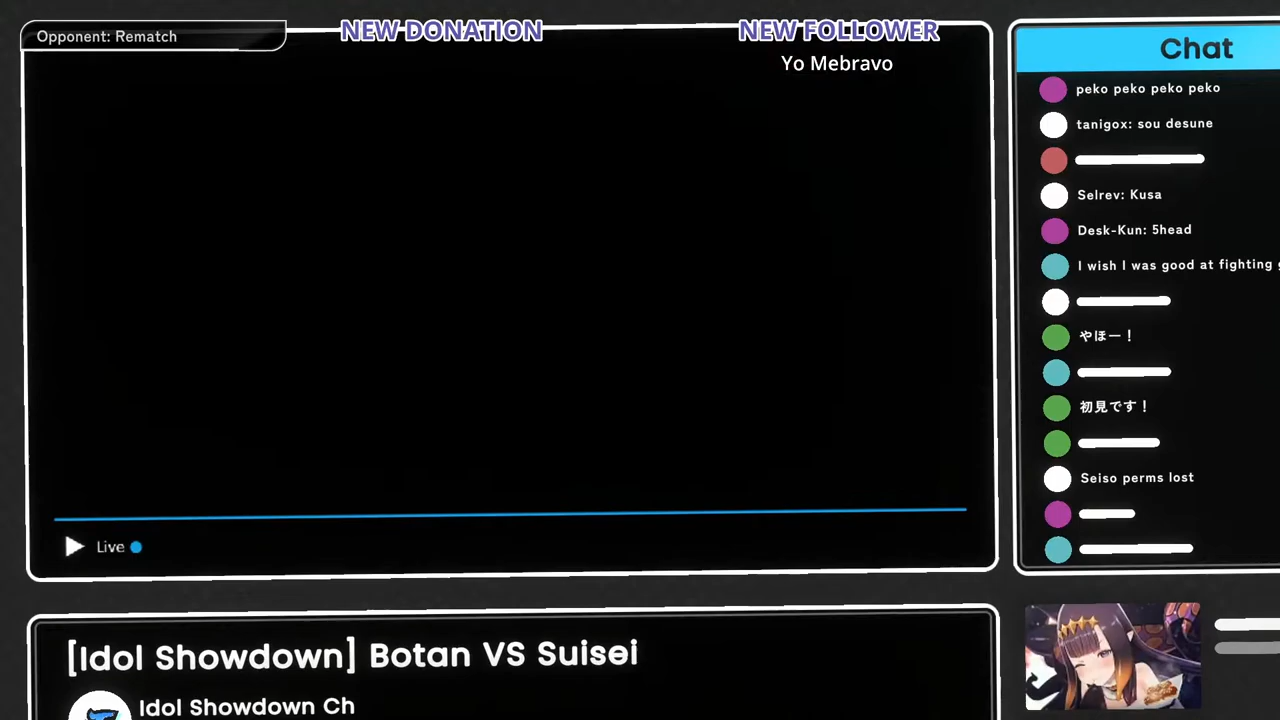 Opponent: Rematch
NEW DONATION
NEW FOLLOWER
Yo Mebravo
Chat
peko peko peko peko
tanigox: sou desune
Selrev: Kusa
Desk-Kun: 5head
I wish I was good at fighting
やほー！
初見です！
Seiso perms lost
Live
[Idol Showdown] Botan VS Suisei
Idol Showdown Ch